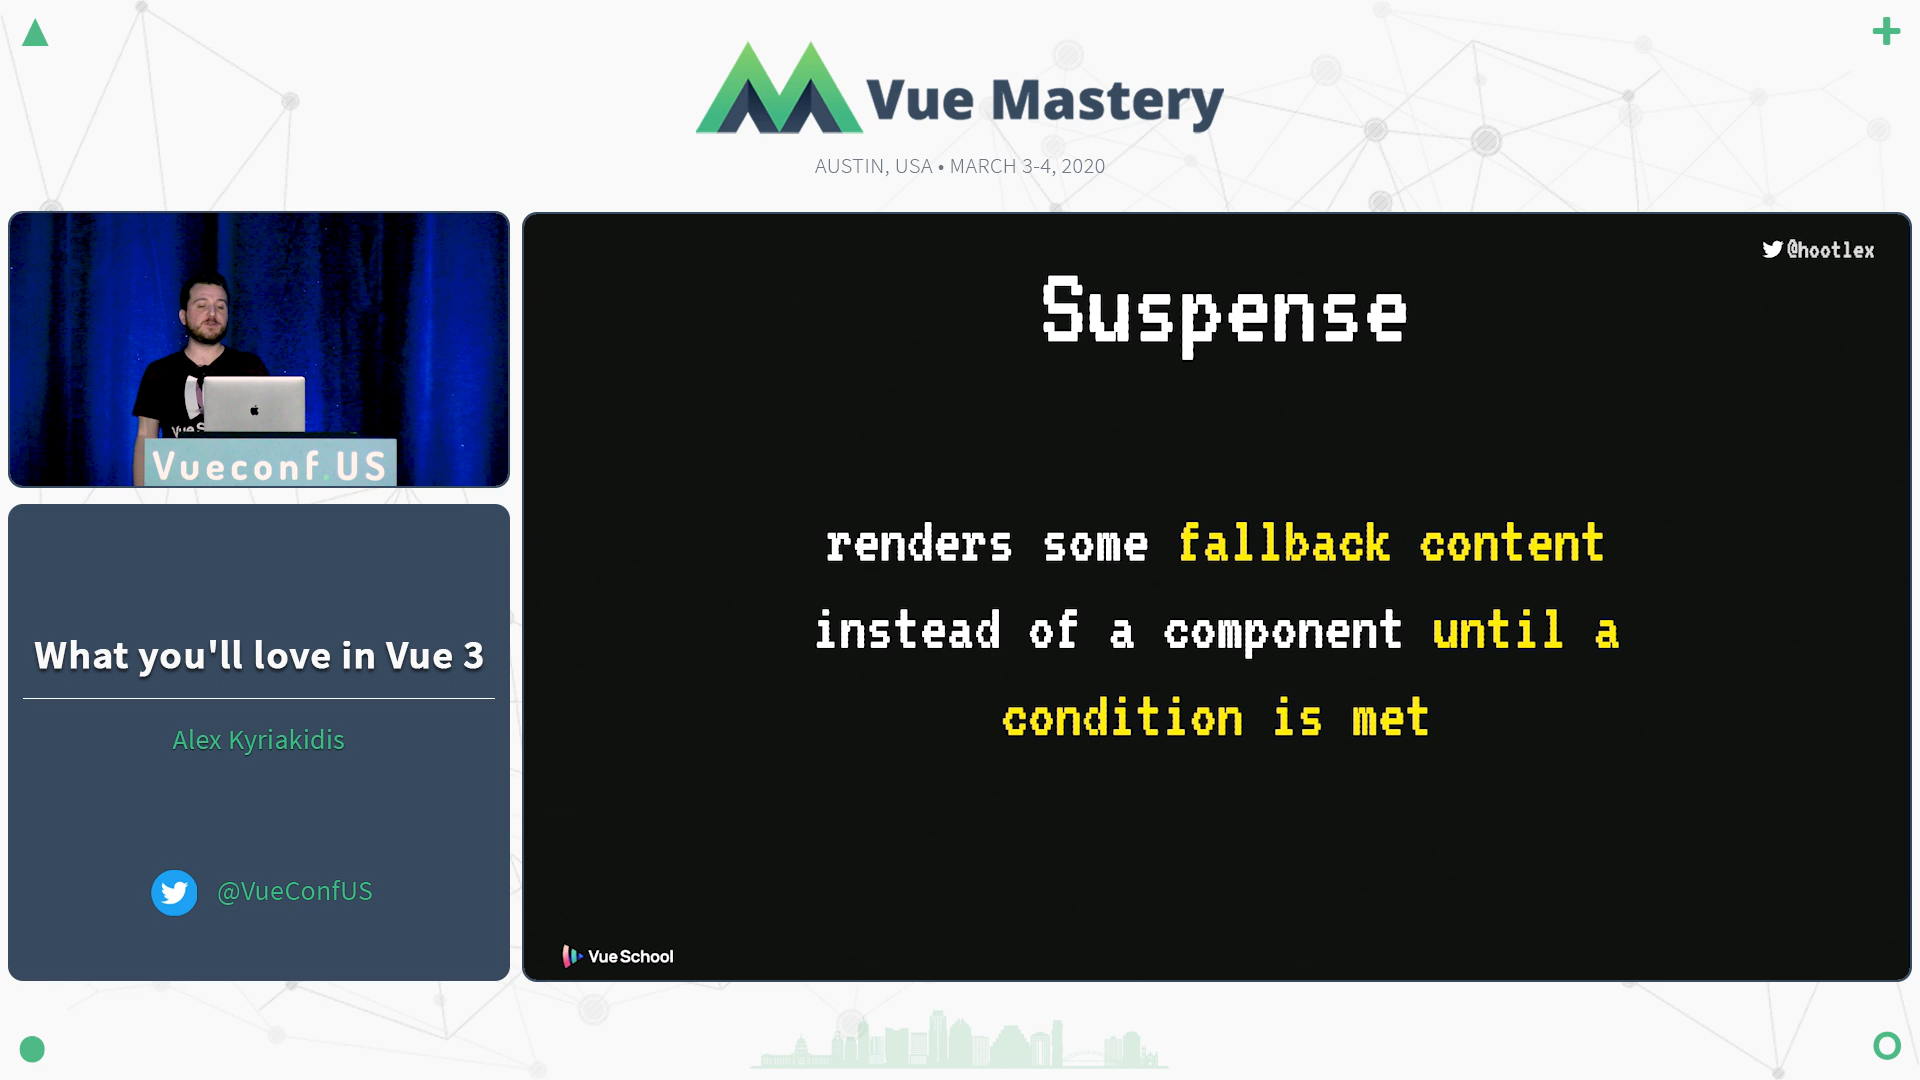 Vue Mastery
AUSTIN, USA • MARCH 3-4, 2020
Vueconf.US
What you'll love in Vue 3
Alex Kyriakidis
@VueConfUS
@hootlex
Suspense
renders some fallback content
instead of a component until a
condition is met
Vue School